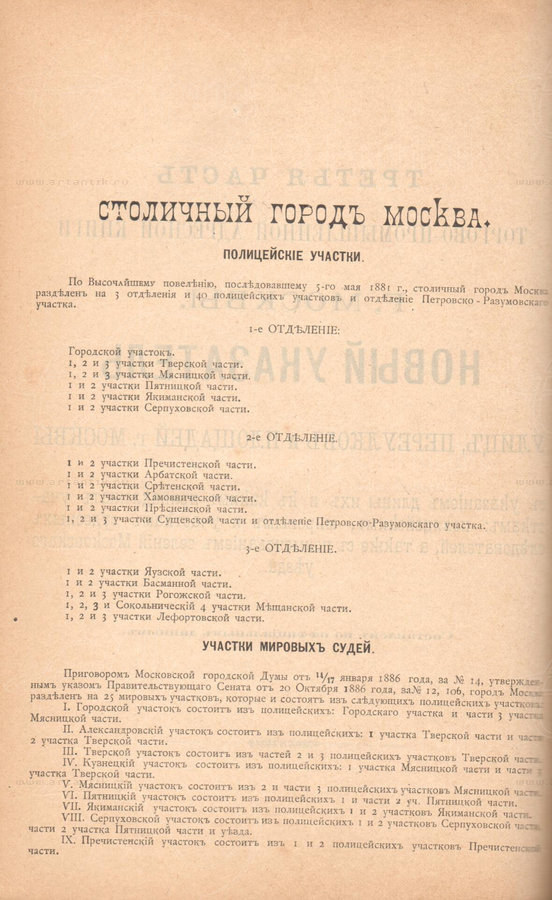 СТОЛИЧНЫЙ ГОРОДЪ МОСКВА.
ПОЛИЦЕЙСКІЕ УЧАСТКИ.
По Высочайшему повелѣнію, послѣдовавшему 5-го мая 1881 г., столичный городъ Москва
раздѣленъ на 3 отдѣленія и 40 полицейскихъ участковъ и отдѣленіе Петровско-Разумовскаго
участка.
1-е ОТДѢЛЕНІЕ:
Городской участокъ.
1, 2 и 3 участки Тверской части.
1, 2 и 3 участки Мясницкой части.
1 и 2 участки Пятницкой части.
1 и 2 участки Якиманской части.
1 и 2 участки Серпуховской части.
2-е ОТДѢЛЕНІЕ.
1 и 2 участки Пречистенской части.
1 и 2 участки Арбатской части.
1 и 2 участки Срѣтенской части.
1 и 2 участки Хамовнической части.
1 и 2 участки Прѣсненской части.
1, 2 и 3 участки Сущевской части и отдѣленіе Петровско-Разумовскаго участка.
3-е ОТДѢЛЕНІЕ.
1 и 2 участки Яузской части.
1 и 2 участки Басманной части.
1, 2 и 3 участки Рогожской части.
1, 2, 3 и Сокольническій 4 участки Мѣщанской части.
1, 2 и 3 участки Лефортовской части.
УЧАСТКИ МИРОВЫХЪ СУДЕЙ.
Приговоромъ Московской городской Думы отъ 11/17 января 1886 года, за № 14, утвержден-
нымъ указомъ Правительствующаго Сената отъ 20 Октября 1886 года, за№ 12, 106, городъ Москва
раздѣленъ на 25 мировыхъ участковъ, которые и состоятъ изъ слѣдующихъ полицейскихъ участковъ:
I. Городской участокъ состоитъ изъ полицейскихъ: Городскаго участка и части 3 участка
Мясницкой части.
II. Александровскій участокъ состоитъ изъ полицейскихъ: 1 участка Тверской части и части
2 участка Тверской части.
III. Тверской участокъ состоитъ изъ частей 2 и 3 полицейскихъ участковъ Тверской части.
IV. Кузнецкій участокъ состоитъ изъ полицейскихъ: 1 участка Мясницкой части и части 3
участка Тверской части.
V. Мясницкій участокъ состоитъ изъ 2 и части 3 полицейскихъ участковъ Мясницкой части.
VI. Пятницкій участокъ состоитъ изъ полицейскихъ 1 и части 2 уч. Пятницкой части.
VII. Якиманскій участокъ состоитъ изъ полицейскихъ 1 и 2 участковъ Якиманской части.
VIII. Серпуховской участокъ состоитъ изъ полицейскихъ 1 и 2 участковъ Серпуховской части,
части 2 участка Пятницкой части и уѣзда.
IX. Пречистенскій участокъ состоитъ изъ 1 и 2 полицейскихъ участковъ Пречистенской
части.